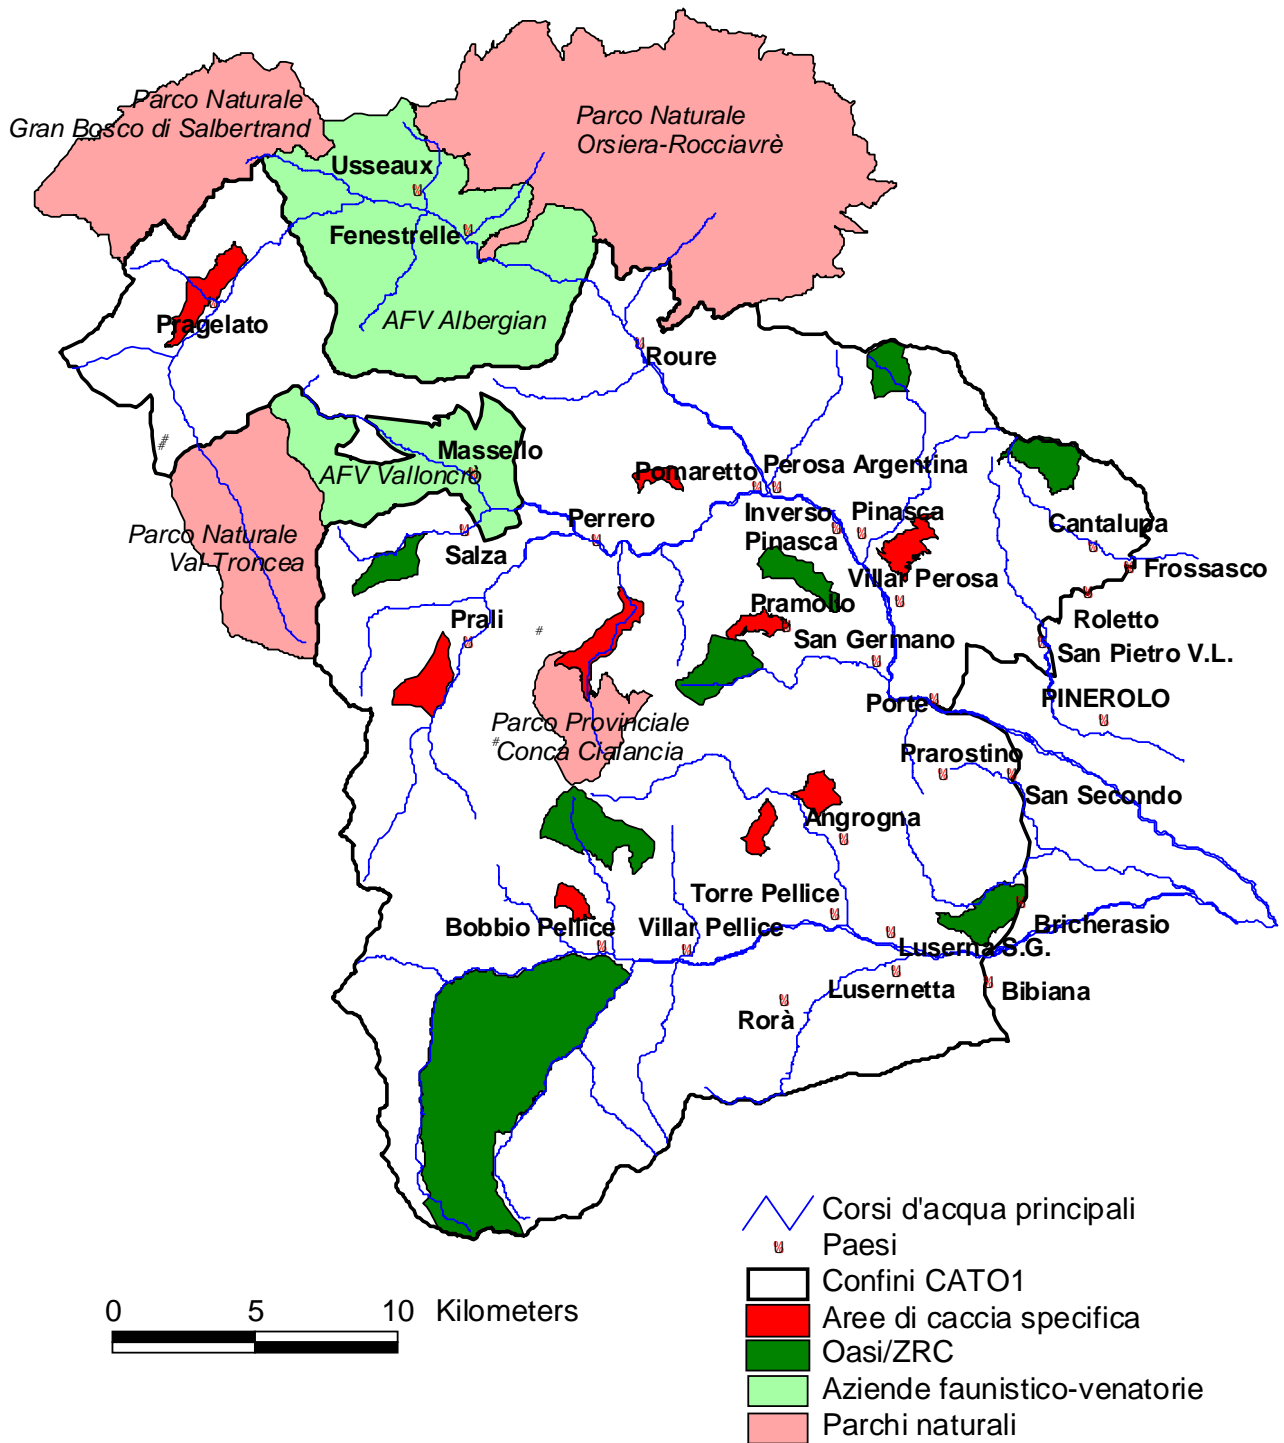 Parco Naturale
Gran Bosco di Salbertrand
Parco Naturale
Orsiera-Rocciavrè
Usseaux
Fenestrelle
AFV Albergian
Pragelato
Roure
Massello
AFV Valloncrò
Pomaretto
Perosa Argentina
Parco Naturale
Val Troncea
Salza
Perrero
Inverso
Pinasca
Pinasca
Cantalupa
Frossasco
Villar Perosa
Roletto
Prali
Pramollo
San Germano
San Pietro V.L.
PINEROLO
Porte
Parco Provinciale
Conca Cialancia
Prarostino
San Secondo
Angrogna
Torre Pellice
Bobbio Pellice
Villar Pellice
Bricherasio
Luserna S.G.
Lusernetta
Bibiana
Rorà
Corsi d'acqua principali
Paesi
Confini CATO1
Aree di caccia specifica
Oasi/ZRC
Aziende faunistico-venatorie
Parchi naturali
0 5 10 Kilometers